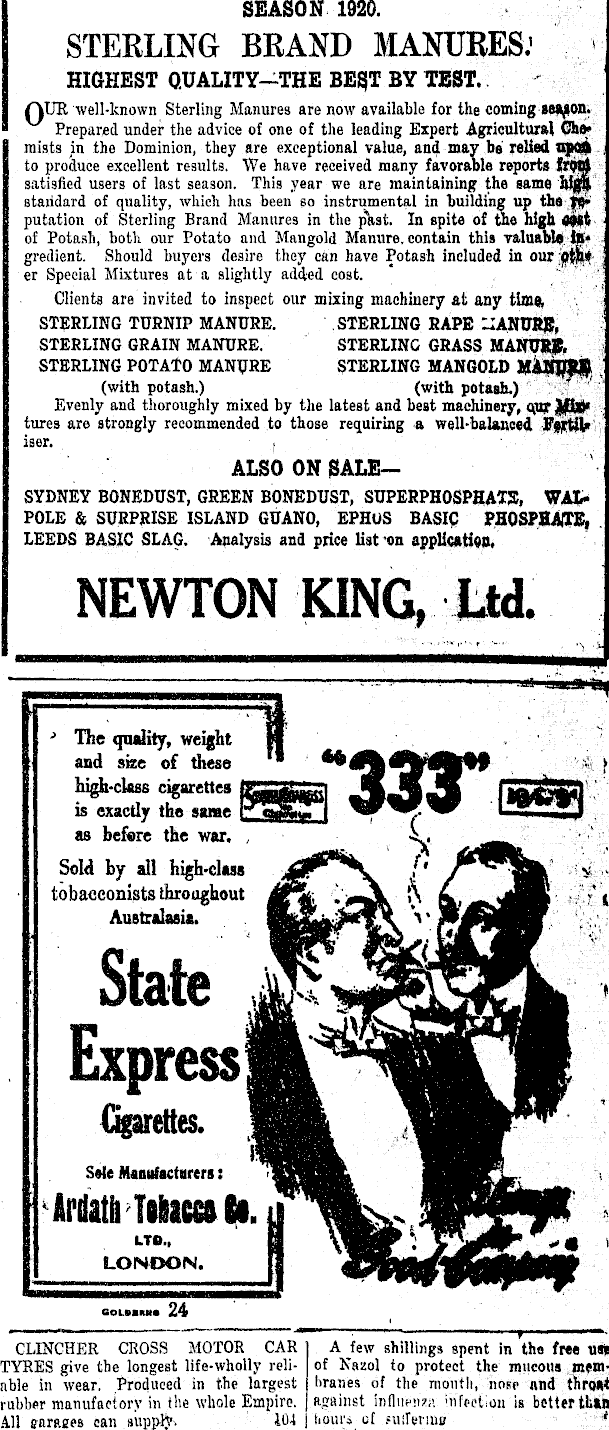 SEASON 1920.
STERLING BRAND MANURES.
HIGHEST QUALITY—THE BEST BY TEST.
OUR well-known Sterling Manures are now available for the coming season.
Prepared under the advice of one of the leading Expert Agricultural Che-
mists in the Dominion, they are exceptional value, and may be relied upon
to produce excellent results. We have received many favorable reports from
satisfied users of last season. This year we are maintaining the same high
standard of quality, which has been so instrumental in building up the re-
putation of Sterling Brand Manures in the past. In spite of the high cost
of Potash, both our Potato and Mangold Manure contain this valuable in-
gredient. Should buyers desire they can have Potash included in our oth-
er Special Mixtures at a slightly added cost.
Clients are invited to inspect our mixing machinery at any time.
STERLING TURNIP MANURE. STERLING RAPE MANURE,
STERLING GRAIN MANURE. STERLING GRASS MANURE.
STERLING POTATO MANURE STERLING MANGOLD MANURE
(with potash.) (with potash.)
Evenly and thoroughly mixed by the latest and best machinery, our Mix-
tures are strongly recommended to those requiring a well-balanced Fertil-
iser.
ALSO ON SALE—
SYDNEY BONEDUST, GREEN BONEDUST, SUPERPHOSPHATE, WAL-
POLE & SURPRISE ISLAND GUANO, EPHOS BASIC PHOSPHATE,
LEEDS BASIC SLAG. Analysis and price list on application.
NEWTON KING, Ltd.
The quality, weight
and size of these
high-class cigarettes
is exactly the same
as before the war.
"333"
Sold by all high-class
tobacconists throughout
Australasia.
State
Express
Cigarettes.
Sole Manufacturers:
Ardath Tobacco Co.
LTD.,
LONDON.
Always
in
Good Company
GOLDBERG 24
CLINCHER CROSS MOTOR CAR
TYRES give the longest life—wholly reli-
able in wear. Produced in the largest
rubber manufactory in the whole Empire.
All garages can supply. 104
A few shillings spent in the free use
of Nazol to protect the mucous mem-
branes of the mouth, nose and throat
against influenza infection is better than
hours of suffering